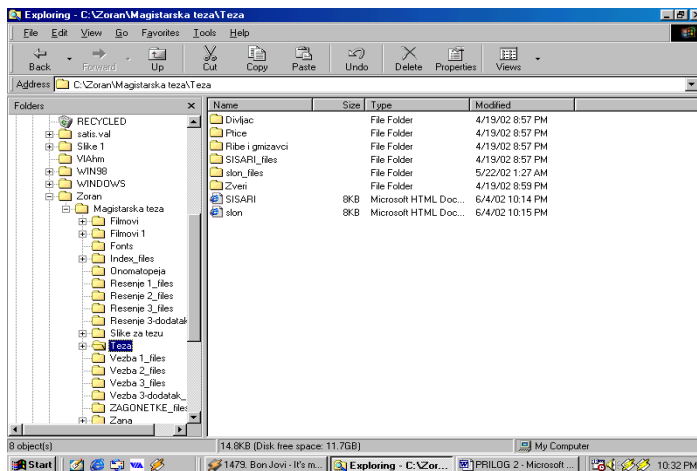 Exploring - C:\Zoran\Magistarska teza\Teza
File Edit View Go Favorites Tools Help
Back Forward Up Cut Copy Paste Undo Delete Properties Views
Address C:\Zoran\Magistarska teza\Teza
Folders
RECYCLED
satis.val
Slike 1
VIAhm
WIN98
WINDOWS
Zoran
Magistarska teza
Filmovi
Filmovi 1
Fonts
Index_files
Onomatopeja
Resenje 1_files
Resenje 2_files
Resenje 3_files
Resenje 3-dodatak
Slike za tezu
Teza
Vezba 1_files
Vezba 2_files
Vezba 3_files
Vezba 3-dodatak_
ZAGONETKE_files
Zana
Name Size Type Modified
Divljac File Folder 4/19/02 8:57 PM
Ptice File Folder 4/19/02 8:57 PM
Ribe i gmizavci File Folder 4/19/02 8:57 PM
SISARI_files File Folder 4/19/02 8:57 PM
slon_files File Folder 5/22/02 1:27 AM
Zveri File Folder 4/19/02 8:59 PM
SISARI 8KB Microsoft HTML Doc... 6/4/02 10:14 PM
slon 8KB Microsoft HTML Doc... 6/4/02 10:15 PM
8 object(s) 14.8KB (Disk free space: 11.7GB) My Computer
Start 1479. Bon Jovi - It's m... Exploring - C:\Zor... PRILOG 2 - Microsoft ... 10:32 PM